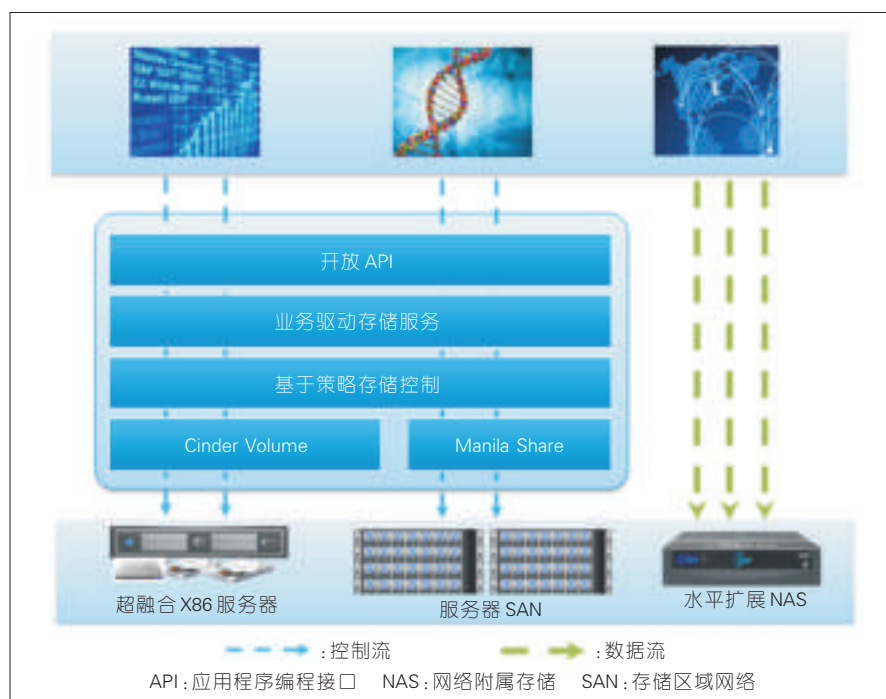 开放 API
业务驱动存储服务
基于策略存储控制
Cinder Volume
Manila Share
超融合 X86 服务器
服务器 SAN
水平扩展 NAS
:控制流
:数据流
API:应用程序编程接口 NAS:网络附属存储 SAN:存储区域网络